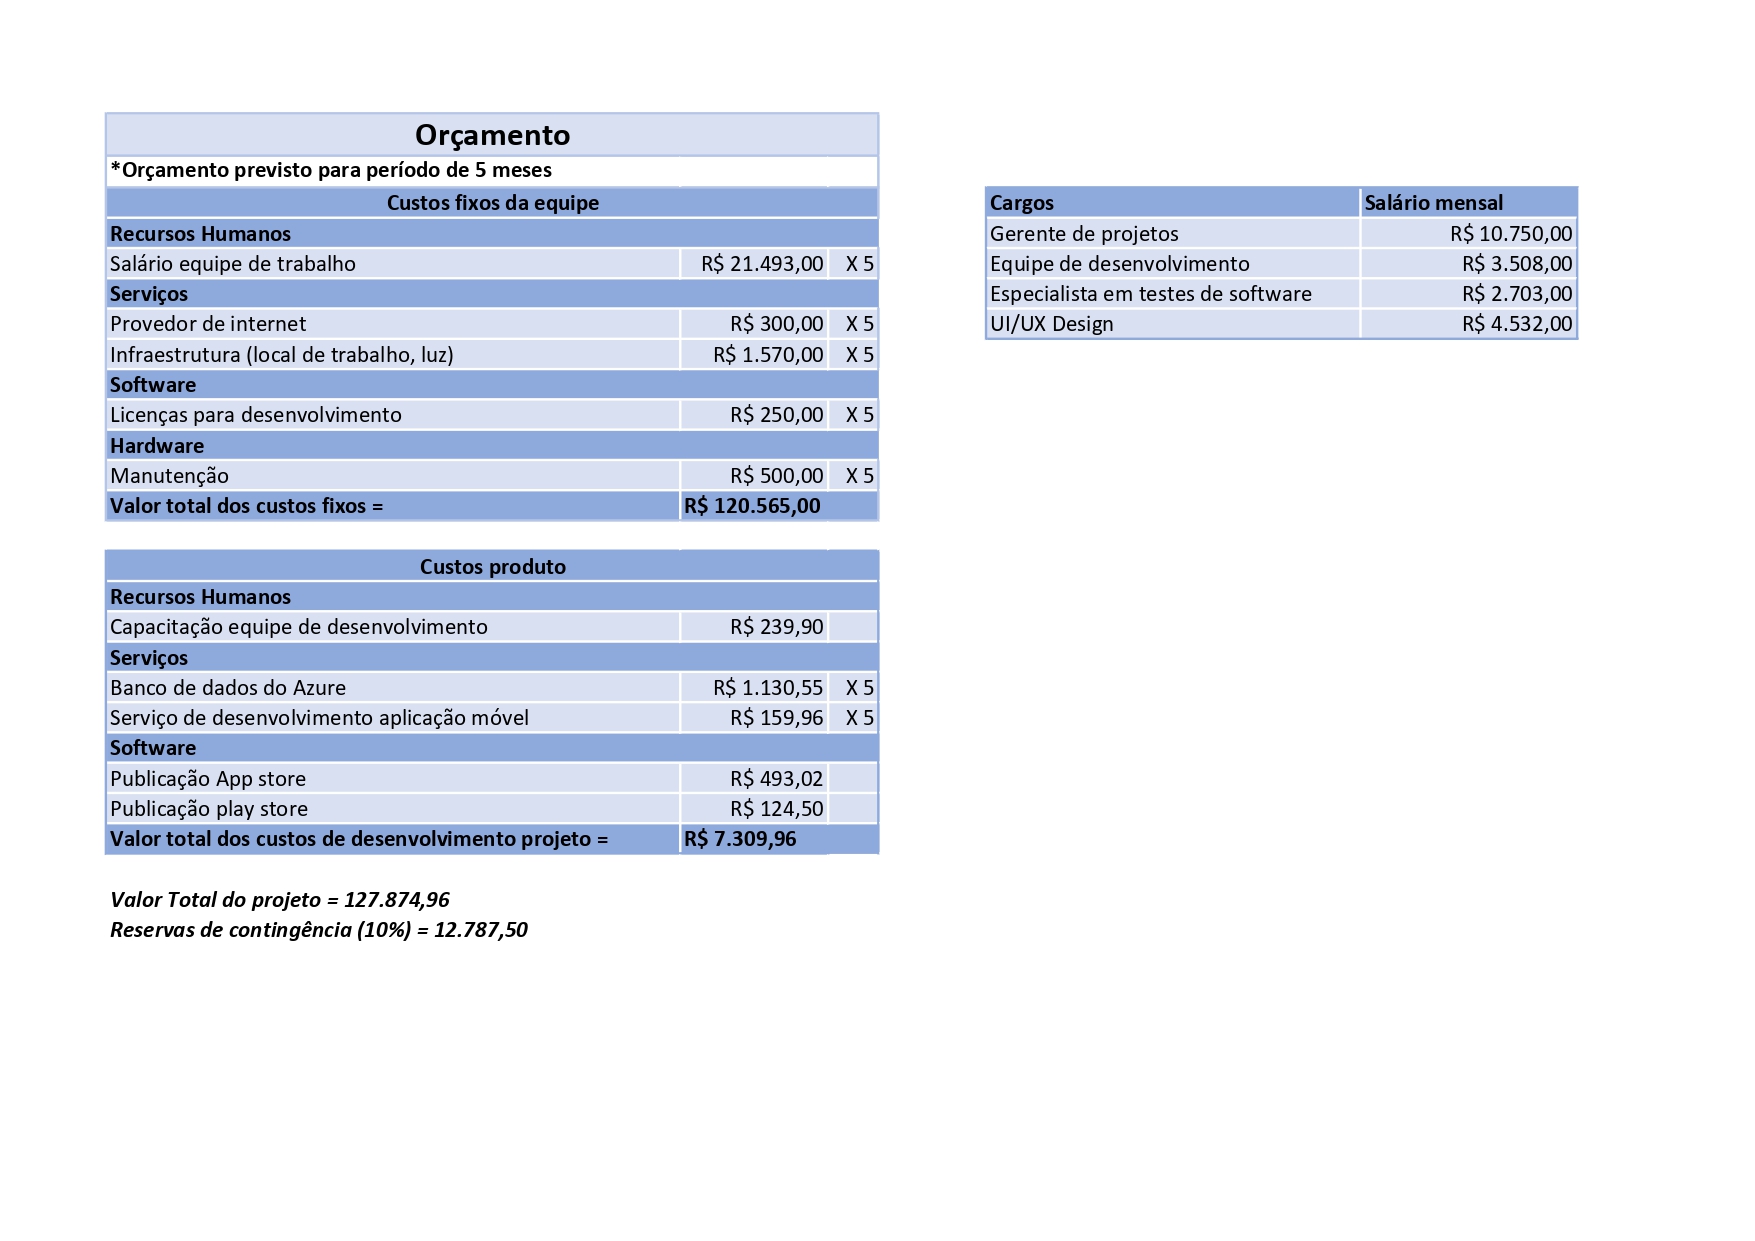 Orçamento
*Orçamento previsto para período de 5 meses
Custos fixos da equipe
Recursos Humanos
Salário equipe de trabalho R$ 21.493,00 X 5
Serviços
Provedor de internet R$ 300,00 X 5
Infraestrutura (local de trabalho, luz) R$ 1.570,00 X 5
Software
Licenças para desenvolvimento R$ 250,00 X 5
Hardware
Manutenção R$ 500,00 X 5
Valor total dos custos fixos = R$ 120.565,00
Custos produto
Recursos Humanos
Capacitação equipe de desenvolvimento R$ 239,90
Serviços
Banco de dados do Azure R$ 1.130,55 X 5
Serviço de desenvolvimento aplicação móvel R$ 159,96 X 5
Software
Publicação App store R$ 493,02
Publicação play store R$ 124,50
Valor total dos custos de desenvolvimento projeto = R$ 7.309,96
Valor Total do projeto = 127.874,96
Reservas de contingência (10%) = 12.787,50
Cargos Salário mensal
Gerente de projetos R$ 10.750,00
Equipe de desenvolvimento R$ 3.508,00
Especialista em testes de software R$ 2.703,00
UI/UX Design R$ 4.532,00